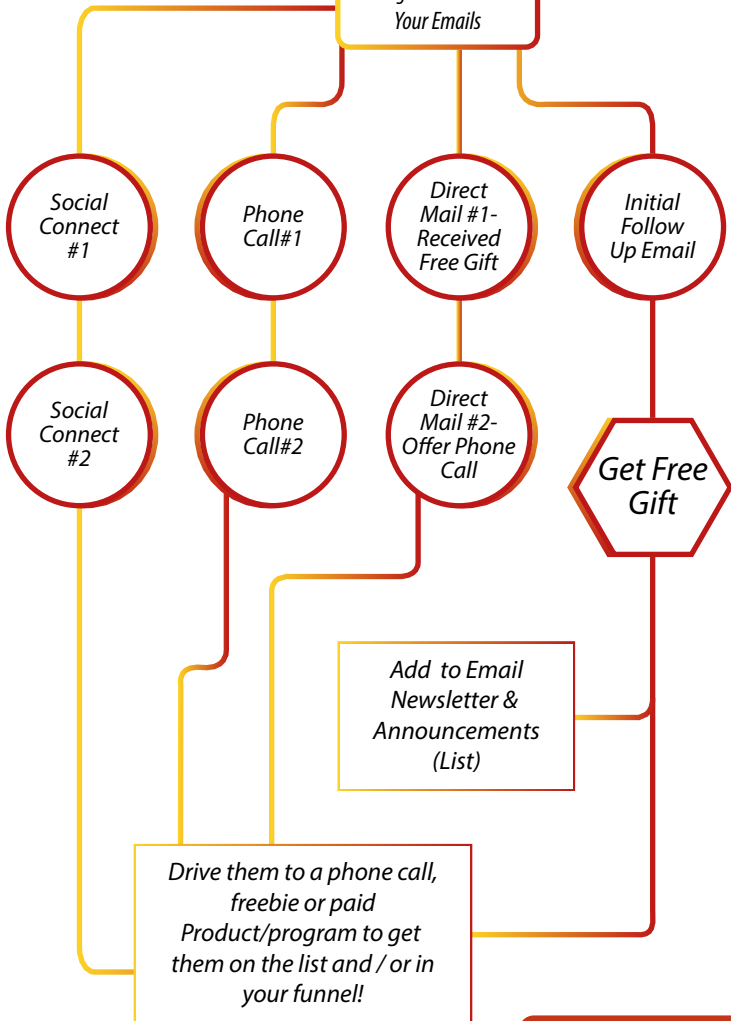 Your Emails
Social
Connect
#1
Phone
Call#1
Direct
Mail #1-
Received
Free Gift
Initial
Follow
Up Email
Social
Connect
#2
Phone
Call#2
Direct
Mail #2-
Offer Phone
Call
Get Free
Gift
Add to Email
Newsletter &
Announcements
(List)
Drive them to a phone call,
freebie or paid
Product/program to get
them on the list and / or in
your funnel!